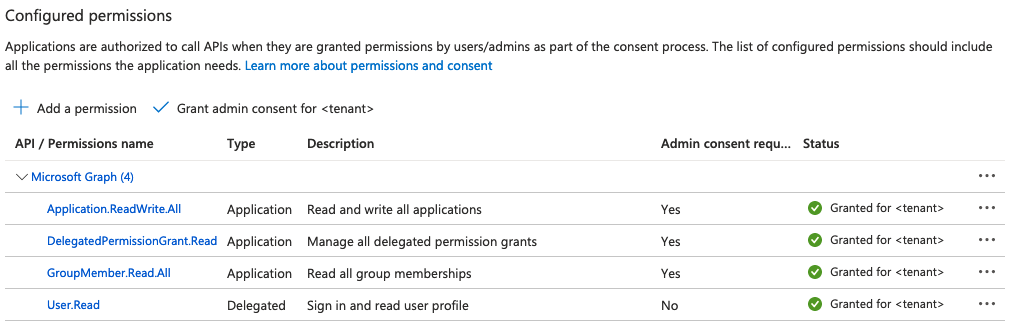 Configured permissions
Applications are authorized to call APIs when they are granted permissions by users/admins as part of the consent process. The list of configured permissions should include
all the permissions the application needs. Learn more about permissions and consent
Add a permission Grant admin consent for <tenant>
API / Permissions name Type Description Admin consent requ... Status
Microsoft Graph (4)
Application.ReadWrite.All Application Read and write all applications Yes Granted for <tenant>
DelegatedPermissionGrant.Read Application Manage all delegated permission grants Yes Granted for <tenant>
GroupMember.Read.All Application Read all group memberships Yes Granted for <tenant>
User.Read Delegated Sign in and read user profile No Granted for <tenant>